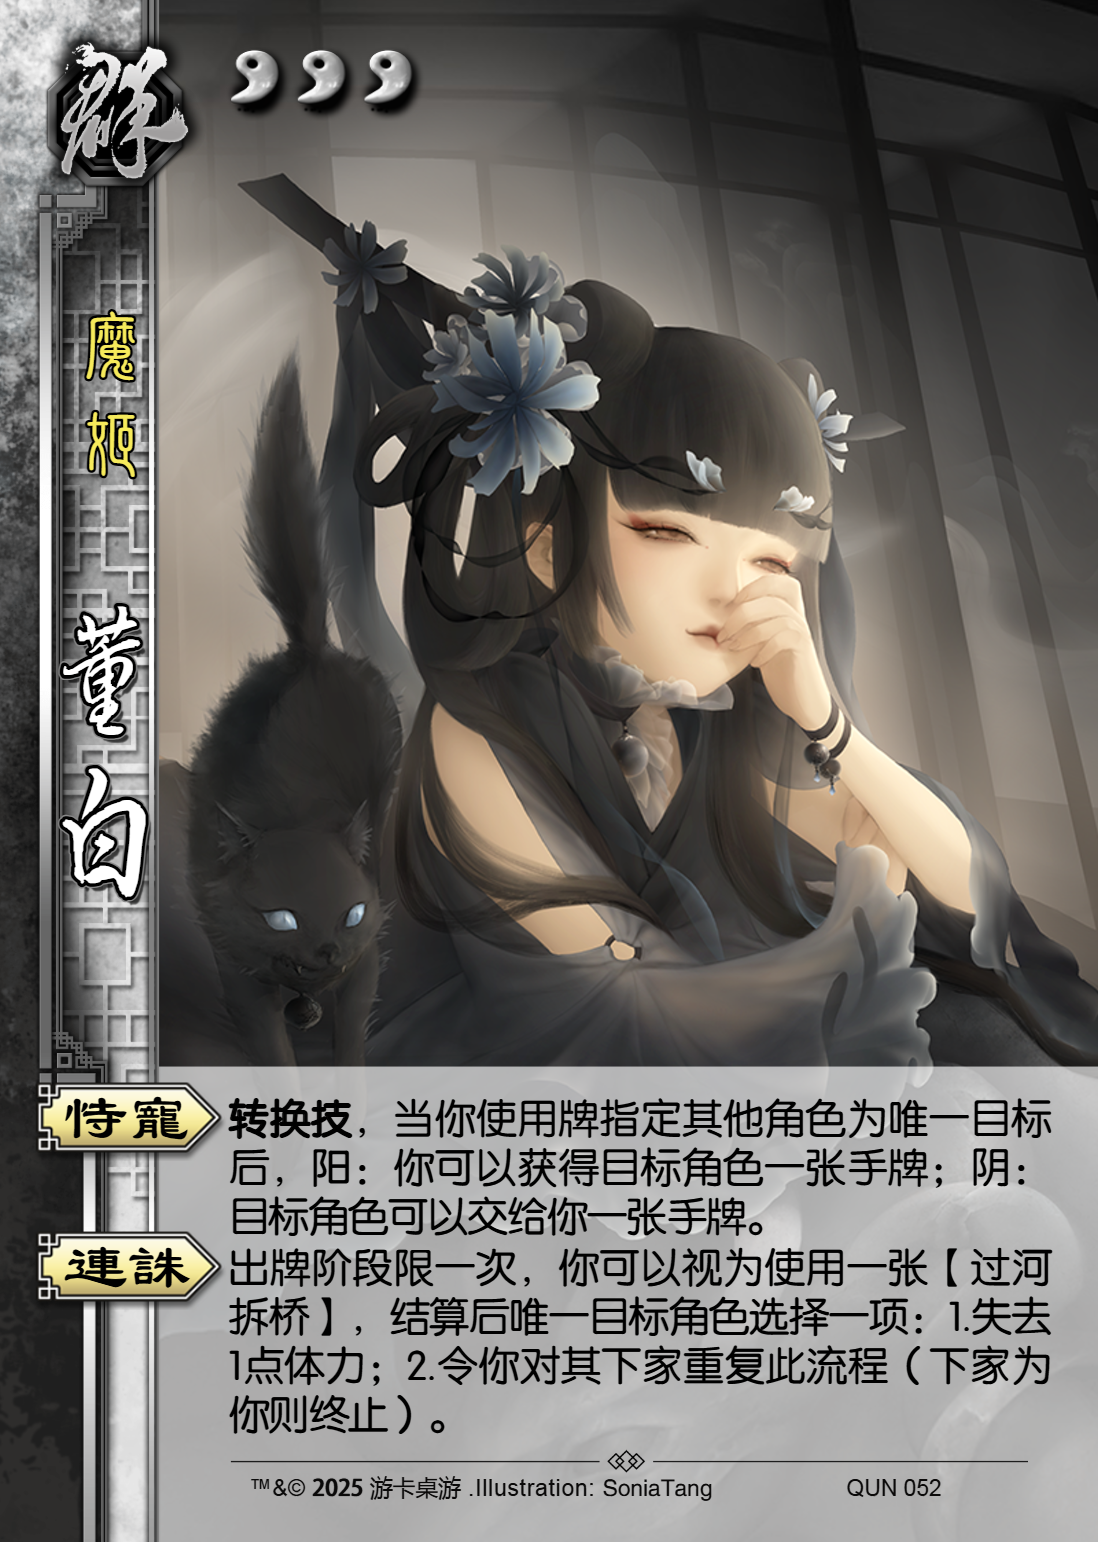 群
魔姬
董白
恃寵
转换技，当你使用牌指定其他角色为唯一目标
后，阳：你可以获得目标角色一张手牌；阴：
目标角色可以交给你一张手牌。
連誅
出牌阶段限一次，你可以视为使用一张【过河
拆桥】，结算后唯一目标角色选择一项：1.失去
1点体力；2.令你对其下家重复此流程（下家为
你则终止）。
™&© 2025 游卡桌游 .Illustration: SoniaTang QUN 052